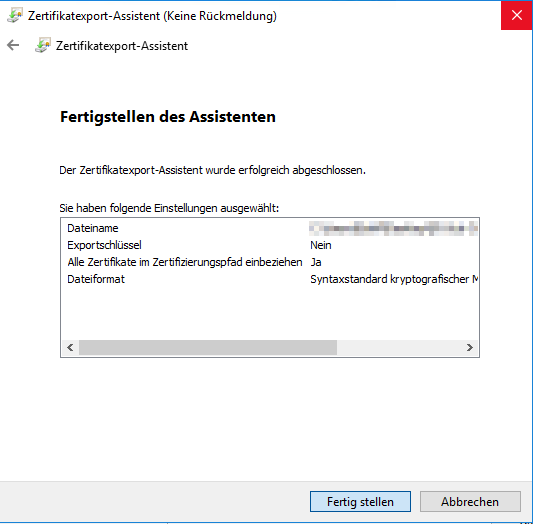 Zertifikatexport-Assistent (Keine Rückmeldung)
Zertifikatexport-Assistent
Fertigstellen des Assistenten
Der Zertifikatexport-Assistent wurde erfolgreich abgeschlossen.
Sie haben folgende Einstellungen ausgewählt:
Dateiname
Exportschlüssel Nein
Alle Zertifikate im Zertifizierungspfad einbeziehen Ja
Dateiformat Syntaxstandard kryptografischer M
Fertig stellen Abbrechen